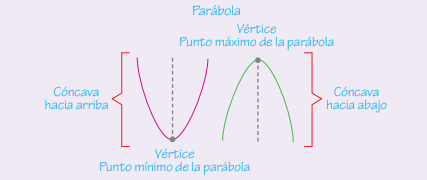 Parábola
Vértice
Punto máximo de la parábola
Cóncava
hacia arriba
Cóncava
hacia abajo
Vértice
Punto mínimo de la parábola